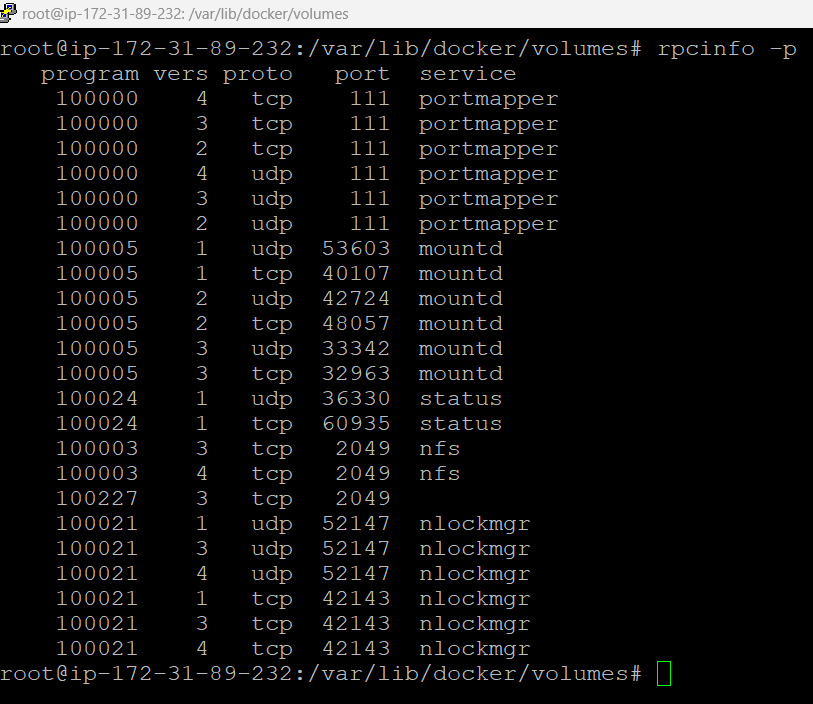 root@ip-172-31-89-232: /var/lib/docker/volumes
root@ip-172-31-89-232:/var/lib/docker/volumes# rpcinfo -p
   program vers proto   port  service
    100000    4   tcp    111  portmapper
    100000    3   tcp    111  portmapper
    100000    2   tcp    111  portmapper
    100000    4   udp    111  portmapper
    100000    3   udp    111  portmapper
    100000    2   udp    111  portmapper
    100005    1   udp  53603  mountd
    100005    1   tcp  40107  mountd
    100005    2   udp  42724  mountd
    100005    2   tcp  48057  mountd
    100005    3   udp  33342  mountd
    100005    3   tcp  32963  mountd
    100024    1   udp  36330  status
    100024    1   tcp  60935  status
    100003    3   tcp   2049  nfs
    100003    4   tcp   2049  nfs
    100227    3   tcp   2049
    100021    1   udp  52147  nlockmgr
    100021    3   udp  52147  nlockmgr
    100021    4   udp  52147  nlockmgr
    100021    1   tcp  42143  nlockmgr
    100021    3   tcp  42143  nlockmgr
    100021    4   tcp  42143  nlockmgr
root@ip-172-31-89-232:/var/lib/docker/volumes#